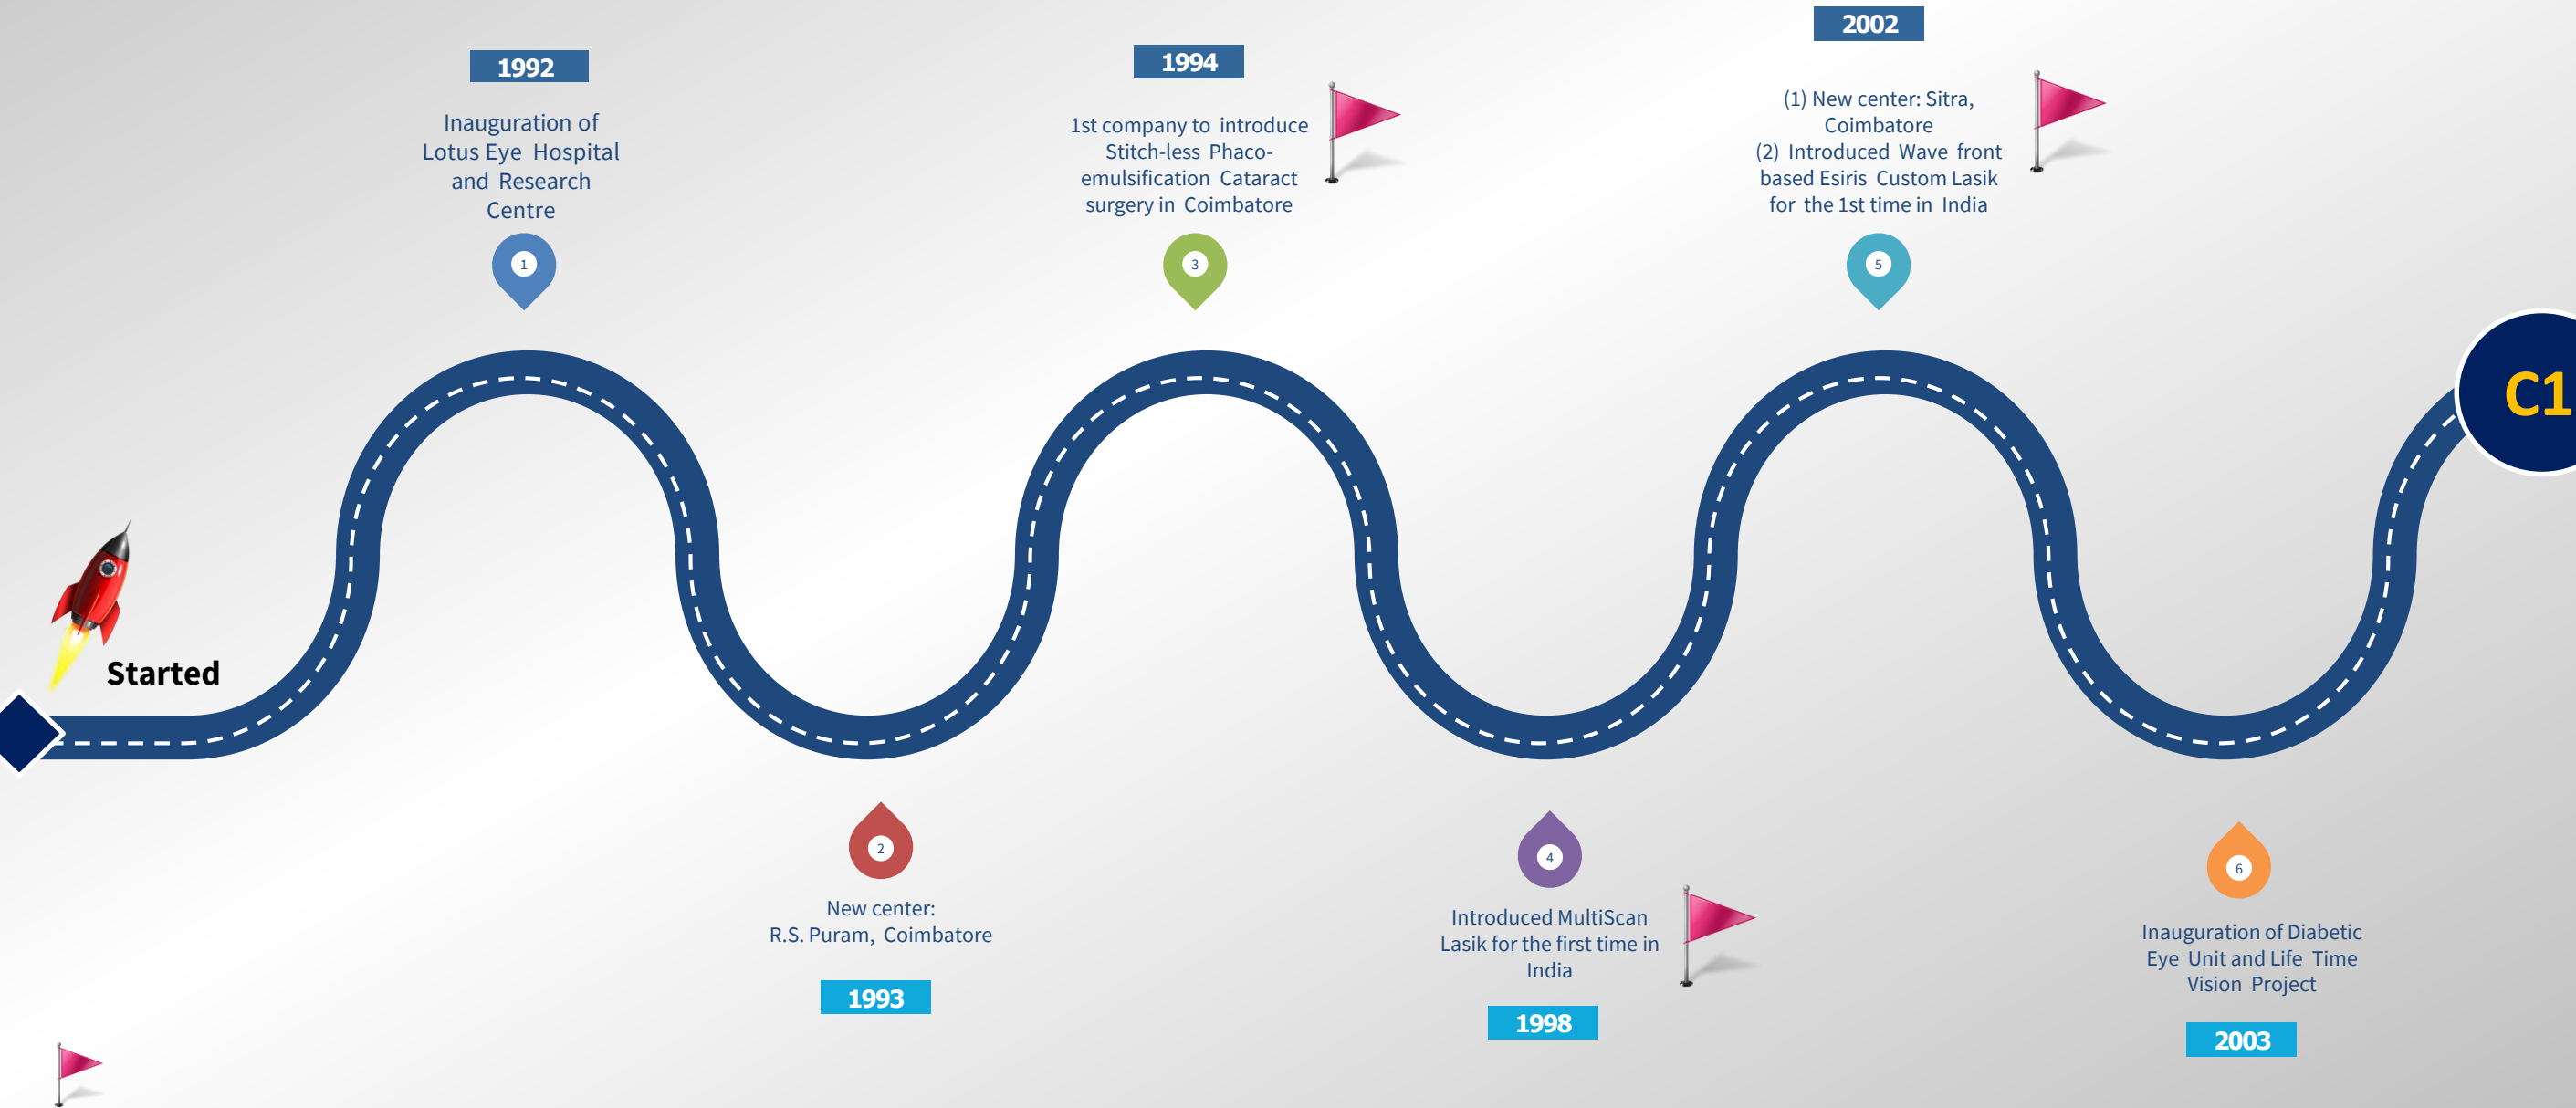 1992
Inauguration of
Lotus Eye Hospital
and Research
Centre
1
1994
1st company to introduce
Stitch-less Phaco-
emulsification Cataract
surgery in Coimbatore
3
2002
(1) New center: Sitra,
Coimbatore
(2) Introduced Wave front
based Esiris Custom Lasik
for the 1st time in India
5
C1
Started
2
New center:
R.S. Puram, Coimbatore
1993
4
Introduced MultiScan
Lasik for the first time in
India
1998
6
Inauguration of Diabetic
Eye Unit and Life Time
Vision Project
2003